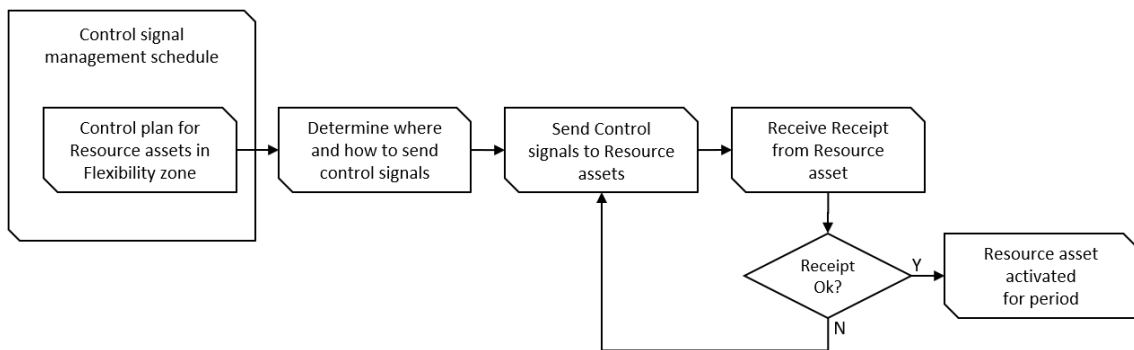 Control signal
management schedule
Control plan for
Resource assets in
Flexibility zone
Determine where
and how to send
control signals
Send Control
signals to Resource
assets
Receive Receipt
from Resource
asset
Receipt
Ok?
Y
N
Resource asset
activated
for period